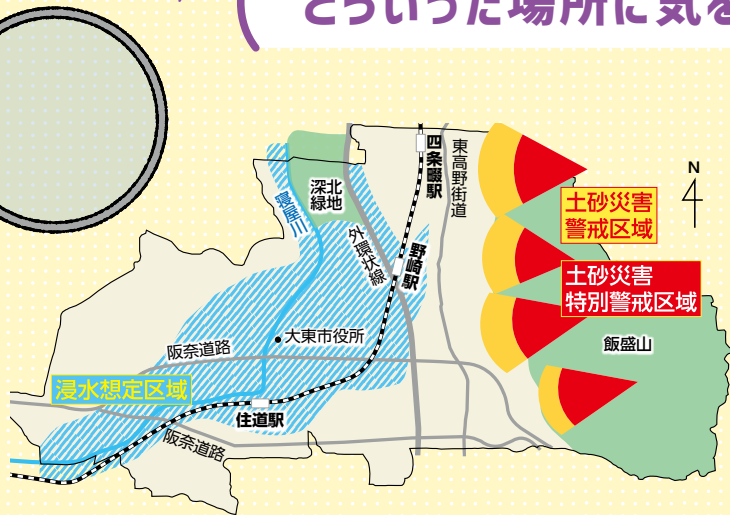 どういった場所に気を
四条畷駅
東高野街道
N
深北
緑地
寝屋川
外環状線
野崎駅
土砂災害
警戒区域
土砂災害
特別警戒区域
飯盛山
大東市役所
阪奈道路
浸水想定区域
住道駅
阪奈道路